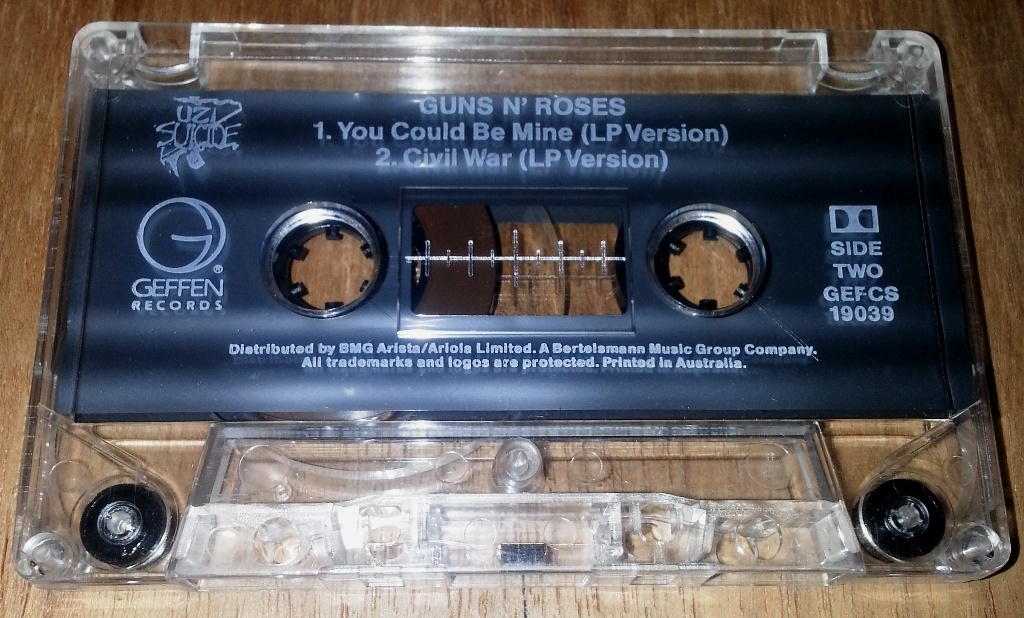 UZI
SUICIDE
GUNS N' ROSES
1. You Could Be Mine (LP Version)
2. Civil War (LP Version)
G
®
GEFFEN
RECORDS
SIDE
TWO
GEFCS
19039
Distributed by BMG Arista/Ariola Limited. A Bertelsmann Music Group Company.
All trademarks and logos are protected. Printed in Australia.